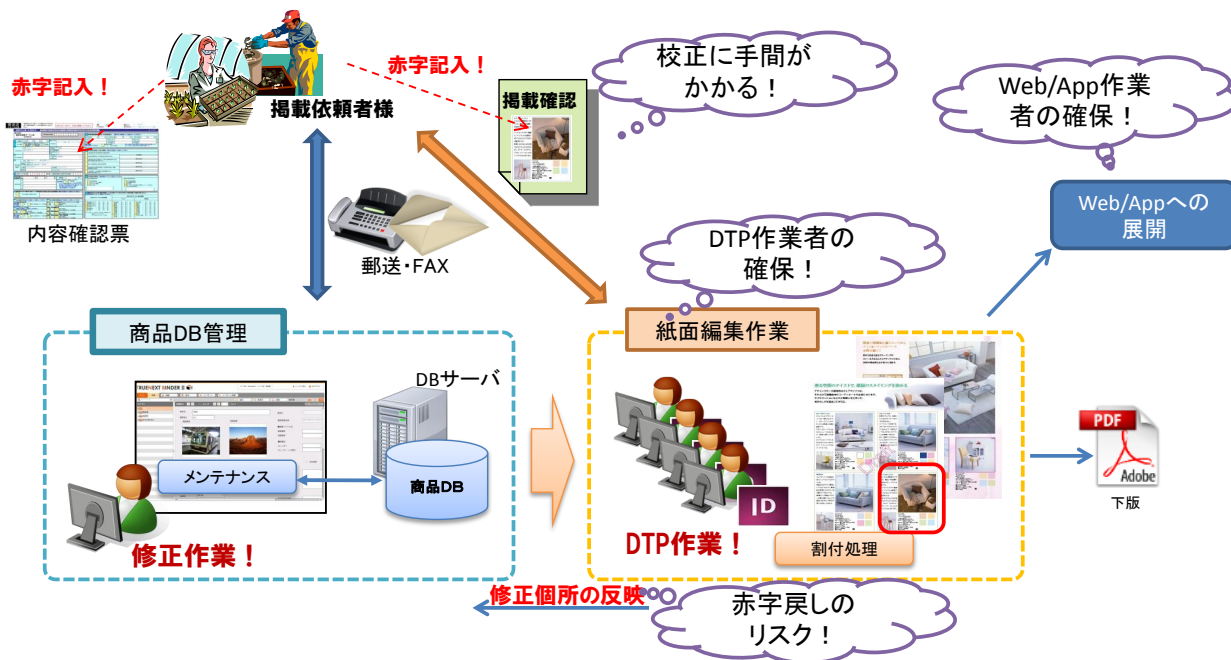 赤字記入！
赤字記入！
掲載依頼者様
掲載確認
校正に手間が
かかる！
Web/App作業
者の確保！
内容確認票
郵送・FAX
DTP作業者の
確保！
Web/Appへの
展開
商品DB管理
紙面編集作業
DBサーバ
メンテナンス
商品DB
修正作業！
ID
DTP作業！
割付処理
PDF
Adobe
下版
修正個所の反映
赤字戻しの
リスク！